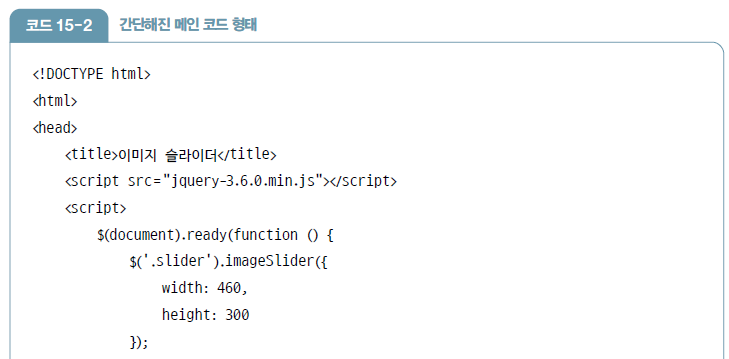 코드 15-2 간단해진 메인 코드 형태
<!DOCTYPE html>
<html>
<head>
    <title>이미지 슬라이더</title>
    <script src="jquery-3.6.0.min.js"></script>
    <script>
        $(document).ready(function () {
            $('.slider').imageSlider({
                width: 460,
                height: 300
            });